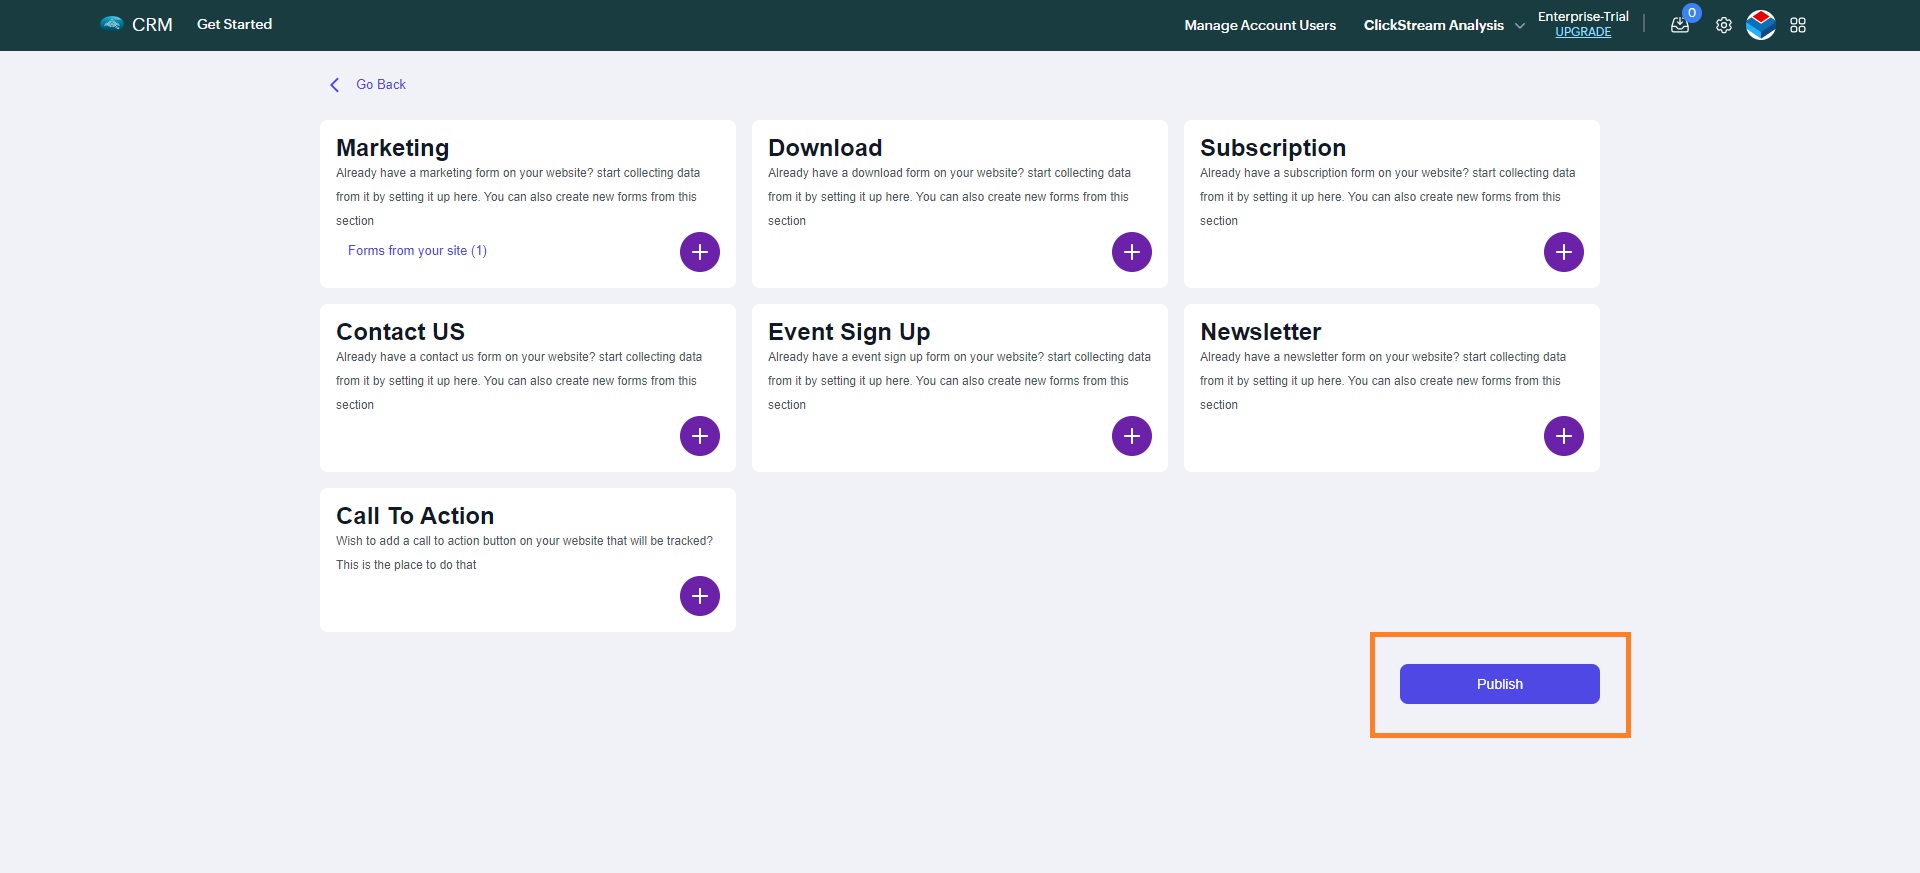 CRM
Get Started
Manage Account Users
ClickStream Analysis
Enterprise-Trial
UPGRADE
0
Go Back
Marketing
Already have a marketing form on your website? start collecting data
from it by setting it up here. You can also create new forms from this
section
Forms from your site (1)
Download
Already have a download form on your website? start collecting data
from it by setting it up here. You can also create new forms from this
section
Subscription
Already have a subscription form on your website? start collecting data
from it by setting it up here. You can also create new forms from this
section
Contact US
Already have a contact us form on your website? start collecting data
from it by setting it up here. You can also create new forms from this
section
Event Sign Up
Already have a event sign up form on your website? start collecting data
from it by setting it up here. You can also create new forms from this
section
Newsletter
Already have a newsletter form on your website? start collecting data
from it by setting it up here. You can also create new forms from this
section
Call To Action
Wish to add a call to action button on your website that will be tracked?
This is the place to do that
Publish